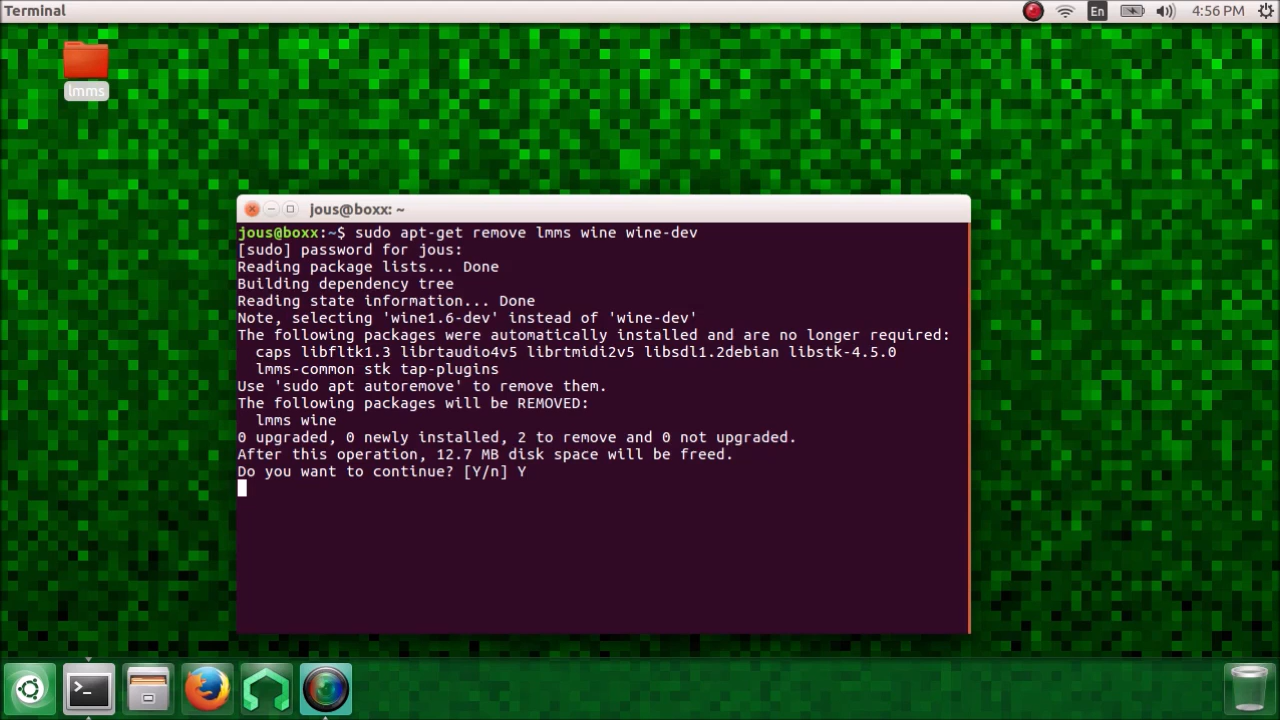 Terminal
En
4:56 PM
lmms
jous@boxx: ~
jous@boxx:~$ sudo apt-get remove lmms wine wine-dev
[sudo] password for jous:
Reading package lists... Done
Building dependency tree
Reading state information... Done
Note, selecting 'wine1.6-dev' instead of 'wine-dev'
The following packages were automatically installed and are no longer required:
  caps libfltk1.3 librtaudio4v5 librtmidi2v5 libsdl1.2debian libstk-4.5.0
  lmms-common stk tap-plugins
Use 'sudo apt autoremove' to remove them.
The following packages will be REMOVED:
  lmms wine
0 upgraded, 0 newly installed, 2 to remove and 0 not upgraded.
After this operation, 12.7 MB disk space will be freed.
Do you want to continue? [Y/n] Y